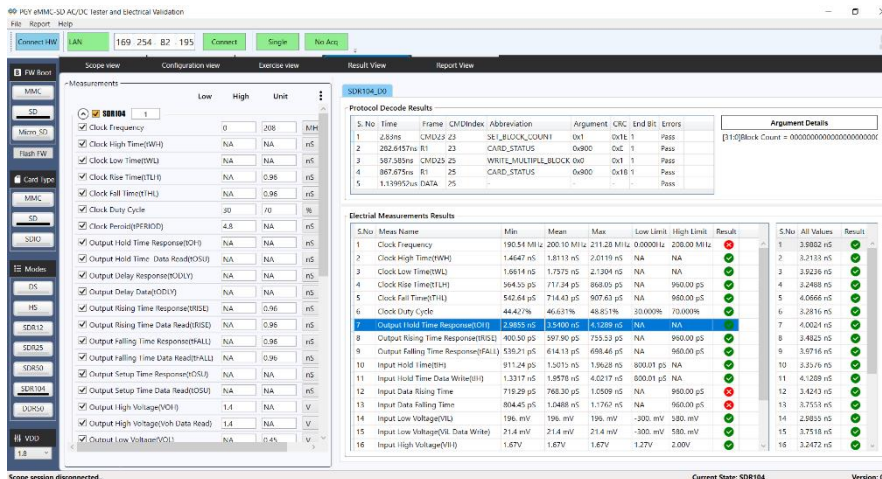 PGY eMMC-SD AC/DC Tester and Electrical Validation
File Report Help
Connect HW LAN 169 . 254 . 82 . 195 Connect Single No Acq
Scope view Configuration view Exercise view Result View Report View
FW Boot
MMC
SD
Micro_SD
Flash FW
Card Type
MMC
SD
SDIO
Modes
DS
HS
SDR12
SDR25
SDR50
SDR104
DDR50
VDD
1.8
Measurements
Low High Unit
SDR104 1
Clock Frequency 0 208 MH
Clock High Time(tWH) NA NA nS
Clock Low Time(tWL) NA NA nS
Clock Rise Time(tTLH) NA 0.96 nS
Clock Fall Time(tTHL) NA 0.96 nS
Clock Duty Cycle 30 70 %
Clock Peroid(tPERIOD) 4.8 NA nS
Output Hold Time Response(tOH) NA NA nS
Output Hold Time Data Read(tOSU) NA NA nS
Output Delay Response(tODLY) NA NA nS
Output Delay Data(tODLY) NA NA nS
Output Rising Time Response(tRISE) NA 0.96 nS
Output Rising Time Data Read(tRISE) NA 0.96 nS
Output Falling Time Response(tFALL) NA 0.96 nS
Output Falling Time Data Read(tFALL) NA 0.96 nS
Output Setup Time Response(tOSU) NA NA nS
Output Setup Time Data Read(tOSU) NA NA nS
Output High Voltage(VOH) 1.4 NA V
Output High Voltage(Voh Data Read) 1.4 NA V
Output Low Voltage(VOL) NA 0.45 V
SDR104_D0
Protocol Decode Results
S. No Time Frame CMDIndex Abbreviation Argument CRC End Bit Errors
1 2.83ns CMD23 23 SET_BLOCK_COUNT 0x1 0x1E 1 Pass
2 282.6457ns R1 23 CARD_STATUS 0x900 0xE 1 Pass
3 587.585ns CMD25 25 WRITE_MULTIPLE_BLOCK 0x0 0x1 1 Pass
4 867.675ns R1 25 CARD_STATUS 0x900 0x18 1 Pass
5 1.139952us DATA 25 - - - - Pass
Argument Details
[31:0]Block Count = 0000000000000000000000
Electrial Measurements Results
S.No Meas Name Min Mean Max Low Limit High Limit Result
1 Clock Frequency 190.54 MHz 200.10 MHz 211.28 MHz 0.0000Hz 208.00 MHz
2 Clock High Time(tWH) 1.4647 nS 1.8113 nS 2.0119 nS NA NA
3 Clock Low Time(tWL) 1.6614 nS 1.7575 nS 2.1304 nS NA NA
4 Clock Rise Time(tTLH) 564.55 pS 717.34 pS 868.05 pS NA 960.00 pS
5 Clock Fall Time(tTHL) 542.64 pS 714.43 pS 907.63 pS NA 960.00 pS
6 Clock Duty Cycle 44.427% 46.631% 48.851% 30.000% 70.000%
7 Output Hold Time Response(tOH) 2.9855 nS 3.5400 nS 4.1289 nS NA NA
8 Output Rising Time Response(tRISE) 400.50 pS 597.90 pS 755.53 pS NA 960.00 pS
9 Output Falling Time Response(tFALL) 539.21 pS 614.13 pS 698.46 pS NA 960.00 pS
10 Input Hold Time(tIH) 911.24 pS 1.5015 nS 1.9628 nS 800.01 pS NA
11 Input Hold Time Data Write(tIH) 1.3317 nS 1.9578 nS 4.0217 nS 800.01 pS NA
12 Input Data Rising Time 719.29 pS 768.30 pS 1.0509 nS NA 960.00 pS
13 Input Data Falling Time 804.45 pS 1.0488 nS 1.1762 nS NA 960.00 pS
14 Input Low Voltage(VIL) 196. mV 196. mV 196. mV -300. mV 580. mV
15 Input Low Voltage(ViL Data Write) 21.4 mV 21.4 mV 21.4 mV -300. mV 580. mV
16 Input High Voltage(VIH) 1.67V 1.67V 1.67V 1.27V 2.00V
S.No All Values Result
1 3.9882 nS
2 3.2133 nS
3 3.9236 nS
4 3.2488 nS
5 4.0666 nS
6 3.2816 nS
7 4.0024 nS
8 3.4825 nS
9 3.9716 nS
10 3.3576 nS
11 4.1289 nS
12 3.4243 nS
13 3.7553 nS
14 2.9855 nS
15 3.7518 nS
16 3.2472 nS
Scope session disconnected. Current State: SDR104 Version: